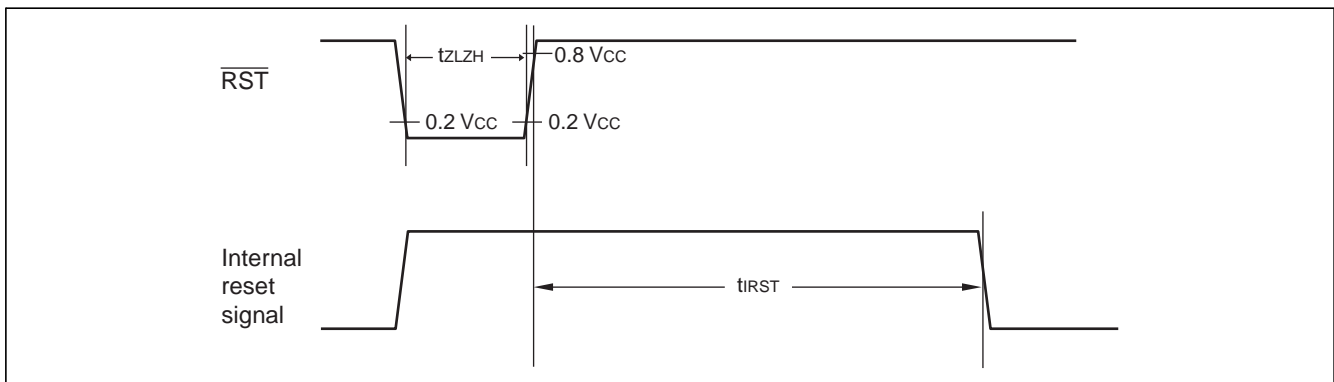 tZLZH
0.8 VCC
RST
0.2 VCC
0.2 VCC
Internal
reset
signal
tIRST